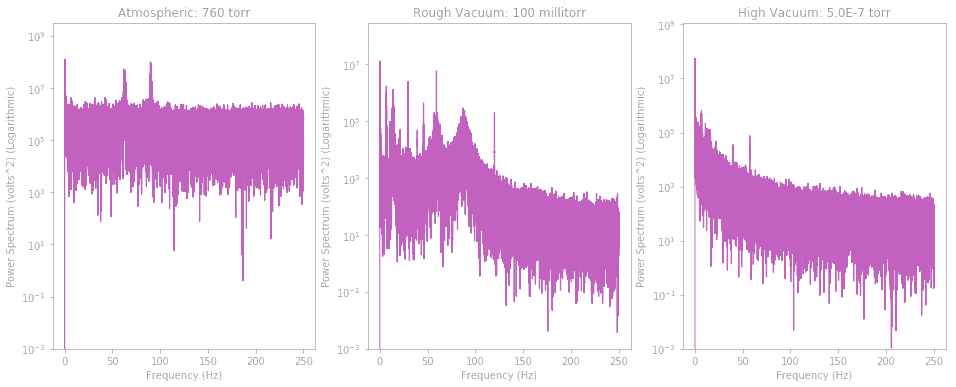 Atmospheric: 760 torr
Power Spectrum (volts^2) (Logarithmic)
10^9
10^7
10^5
10^3
10^1
10^-1
10^-3
0 50 100 150 200 250
Frequency (Hz)
Rough Vacuum: 100 millitorr
Power Spectrum (volts^2) (Logarithmic)
10^7
10^5
10^3
10^1
10^-1
10^-3
0 50 100 150 200 250
Frequency (Hz)
High Vacuum: 5.0E-7 torr
Power Spectrum (volts^2) (Logarithmic)
10^9
10^7
10^5
10^3
10^1
10^-1
10^-3
0 50 100 150 200 250
Frequency (Hz)